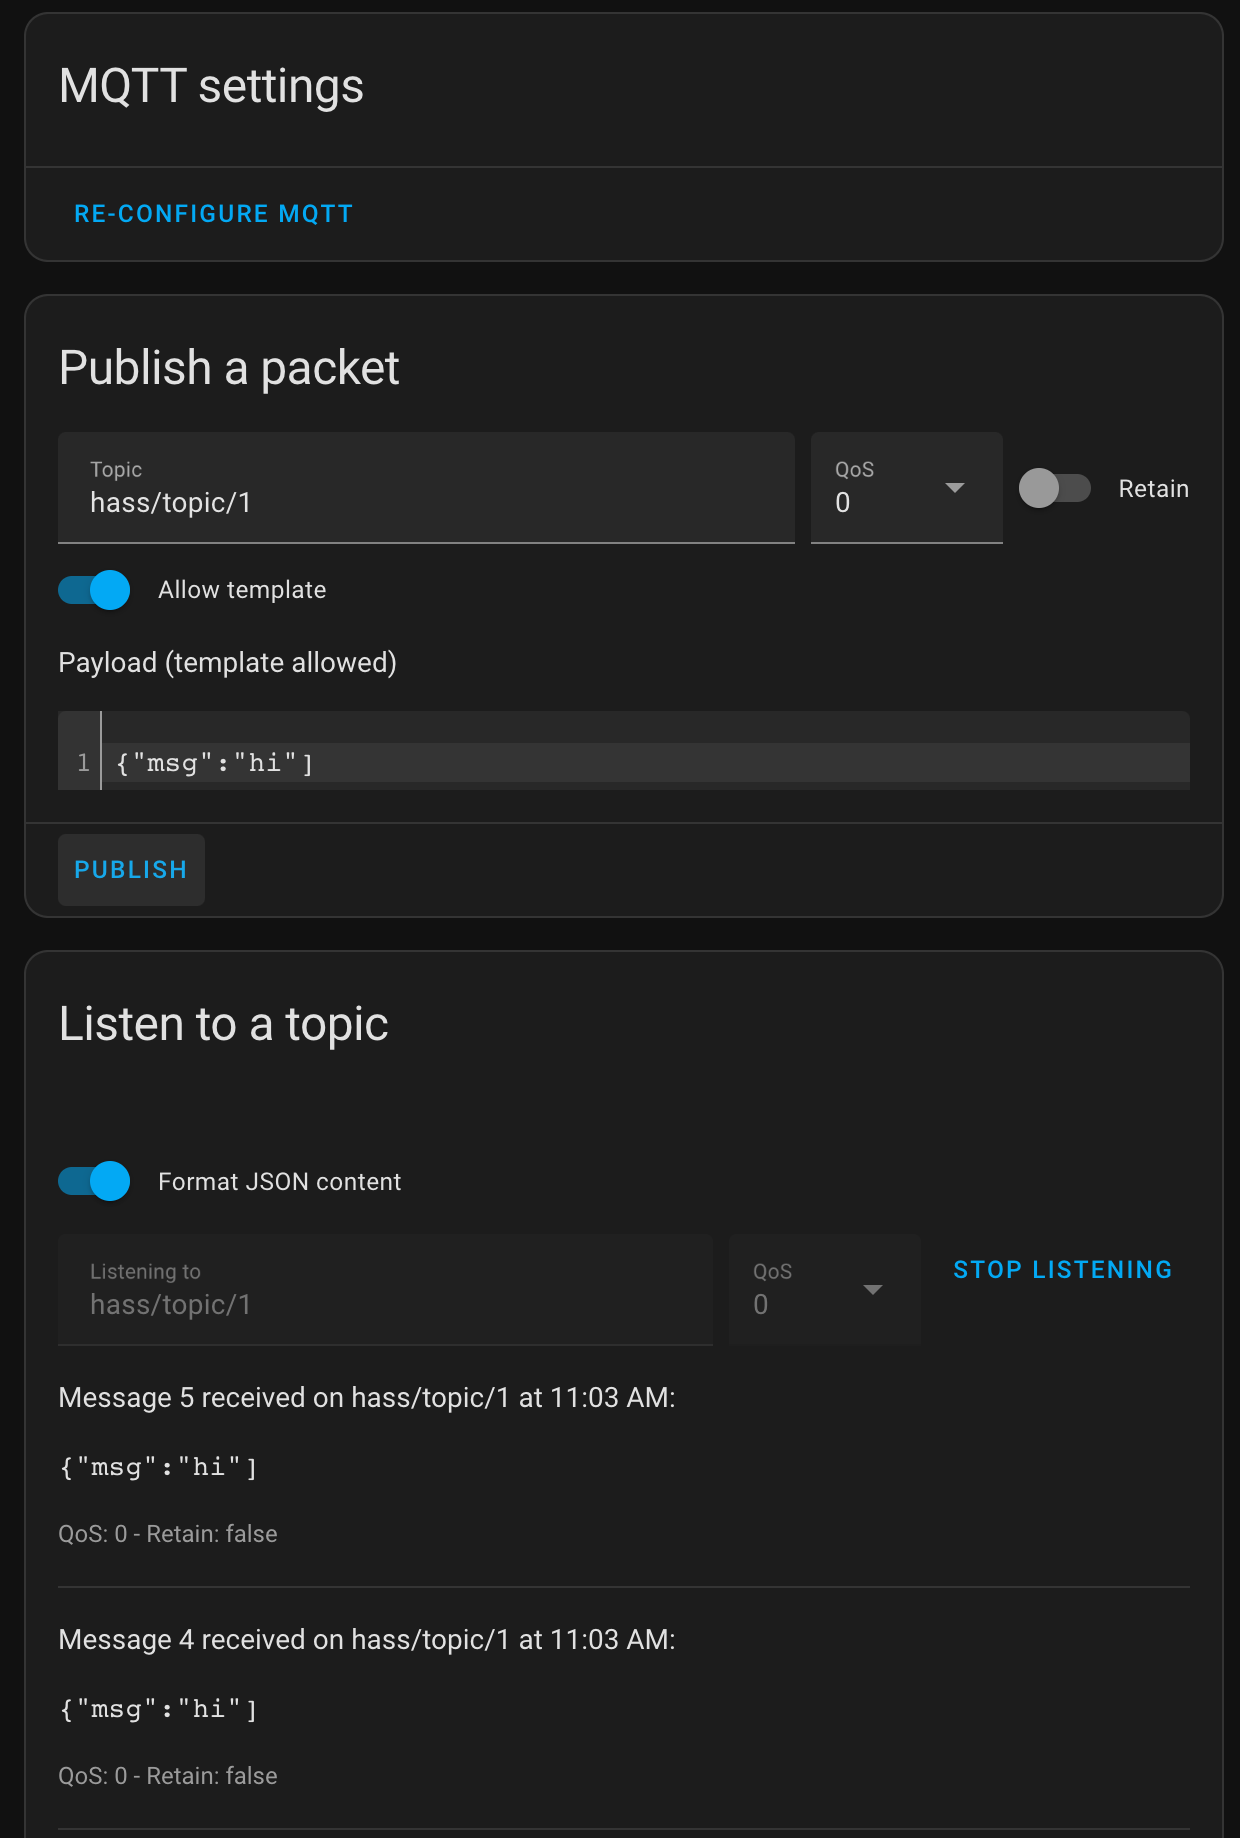 MQTT settings
RE-CONFIGURE MQTT
Publish a packet
Topic
hass/topic/1
QoS
0
Retain
Allow template
Payload (template allowed)
1 {"msg":"hi"]
PUBLISH
Listen to a topic
Format JSON content
Listening to
hass/topic/1
QoS
0
STOP LISTENING
Message 5 received on hass/topic/1 at 11:03 AM:
{"msg":"hi"]
QoS: 0 - Retain: false
Message 4 received on hass/topic/1 at 11:03 AM:
{"msg":"hi"]
QoS: 0 - Retain: false